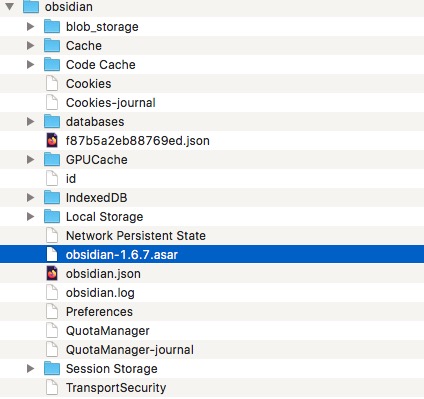 obsidian
blob_storage
Cache
Code Cache
Cookies
Cookies-journal
databases
f87b5a2eb88769ed.json
GPUCache
id
IndexedDB
Local Storage
Network Persistent State
obsidian-1.6.7.asar
obsidian.json
obsidian.log
Preferences
QuotaManager
QuotaManager-journal
Session Storage
TransportSecurity